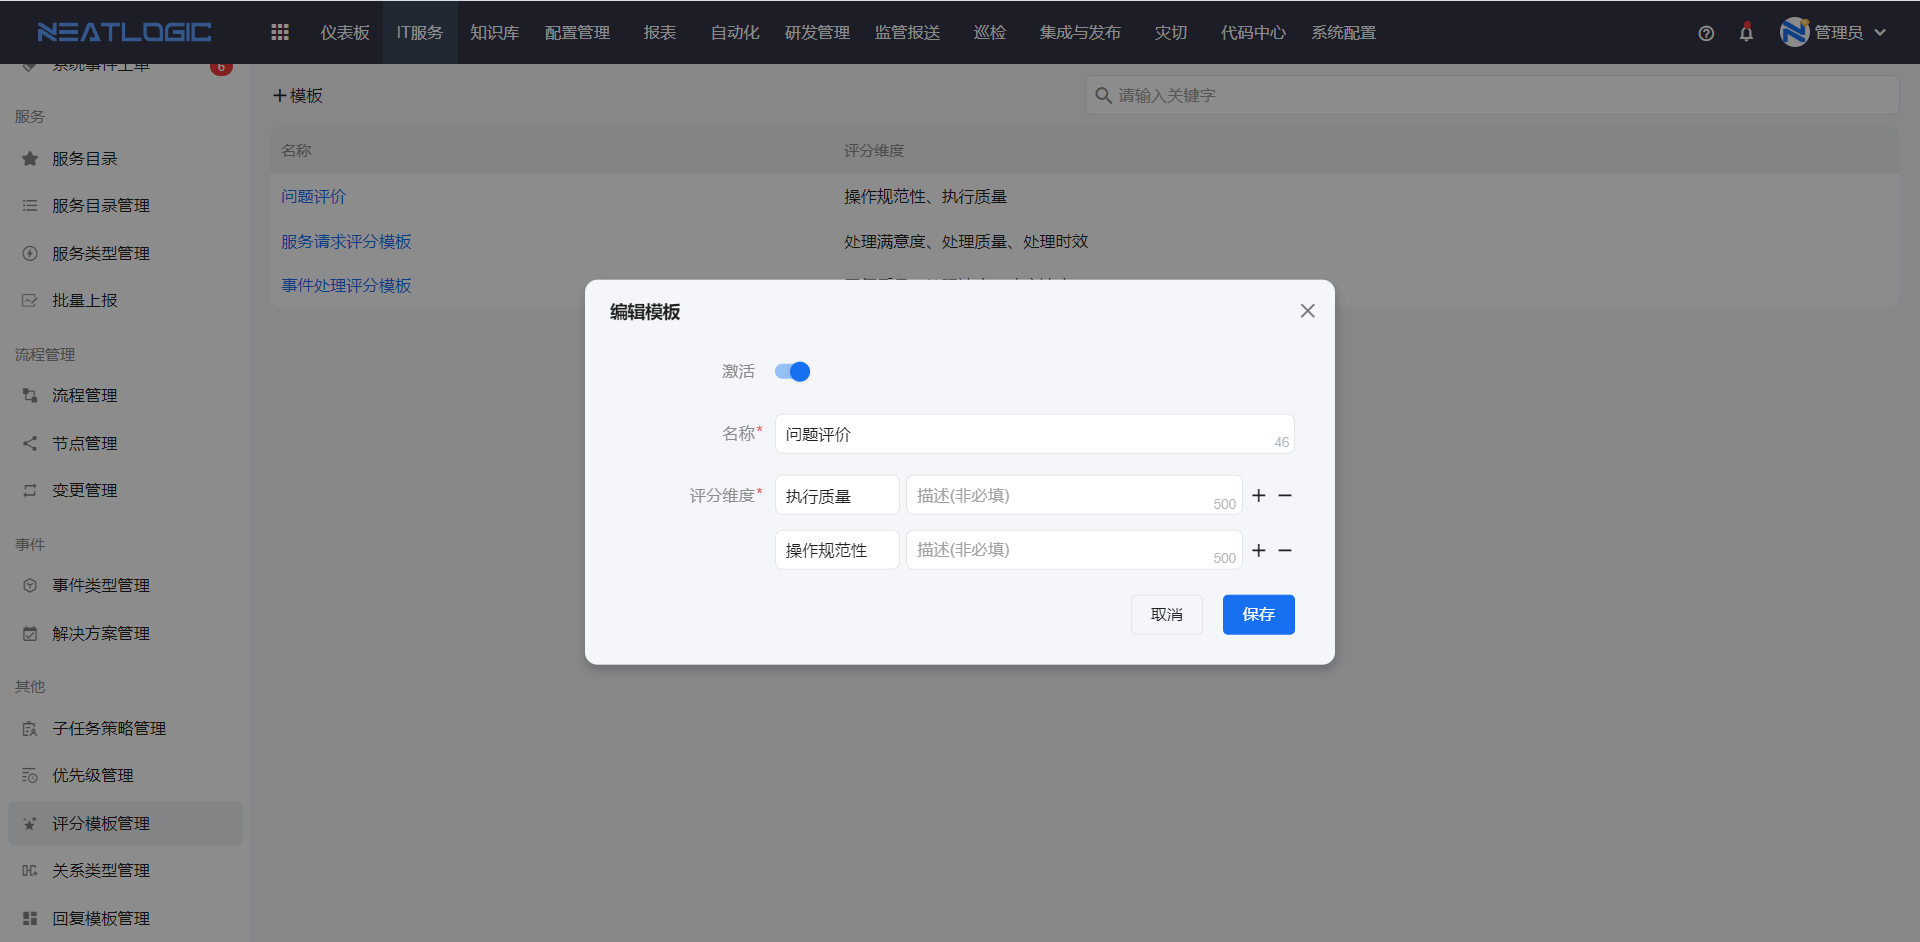 NEATLOGIC
仪表板 IT服务 知识库 配置管理 报表 自动化 研发管理 监管报送 巡检 集成与发布 灾切 代码中心 系统配置
管理员
6
服务
服务目录
服务目录管理
服务类型管理
批量上报
流程管理
流程管理
节点管理
变更管理
事件
事件类型管理
解决方案管理
其他
子任务策略管理
优先级管理
评分模板管理
关系类型管理
回复模板管理
模板
请输入关键字
名称 评分维度
问题评价 操作规范性、执行质量
服务请求评分模板 处理满意度、处理质量、处理时效
事件处理评分模板
编辑模板
激活
名称* 问题评价 46
评分维度* 执行质量 描述(非必填) 500
操作规范性 描述(非必填) 500
取消 保存